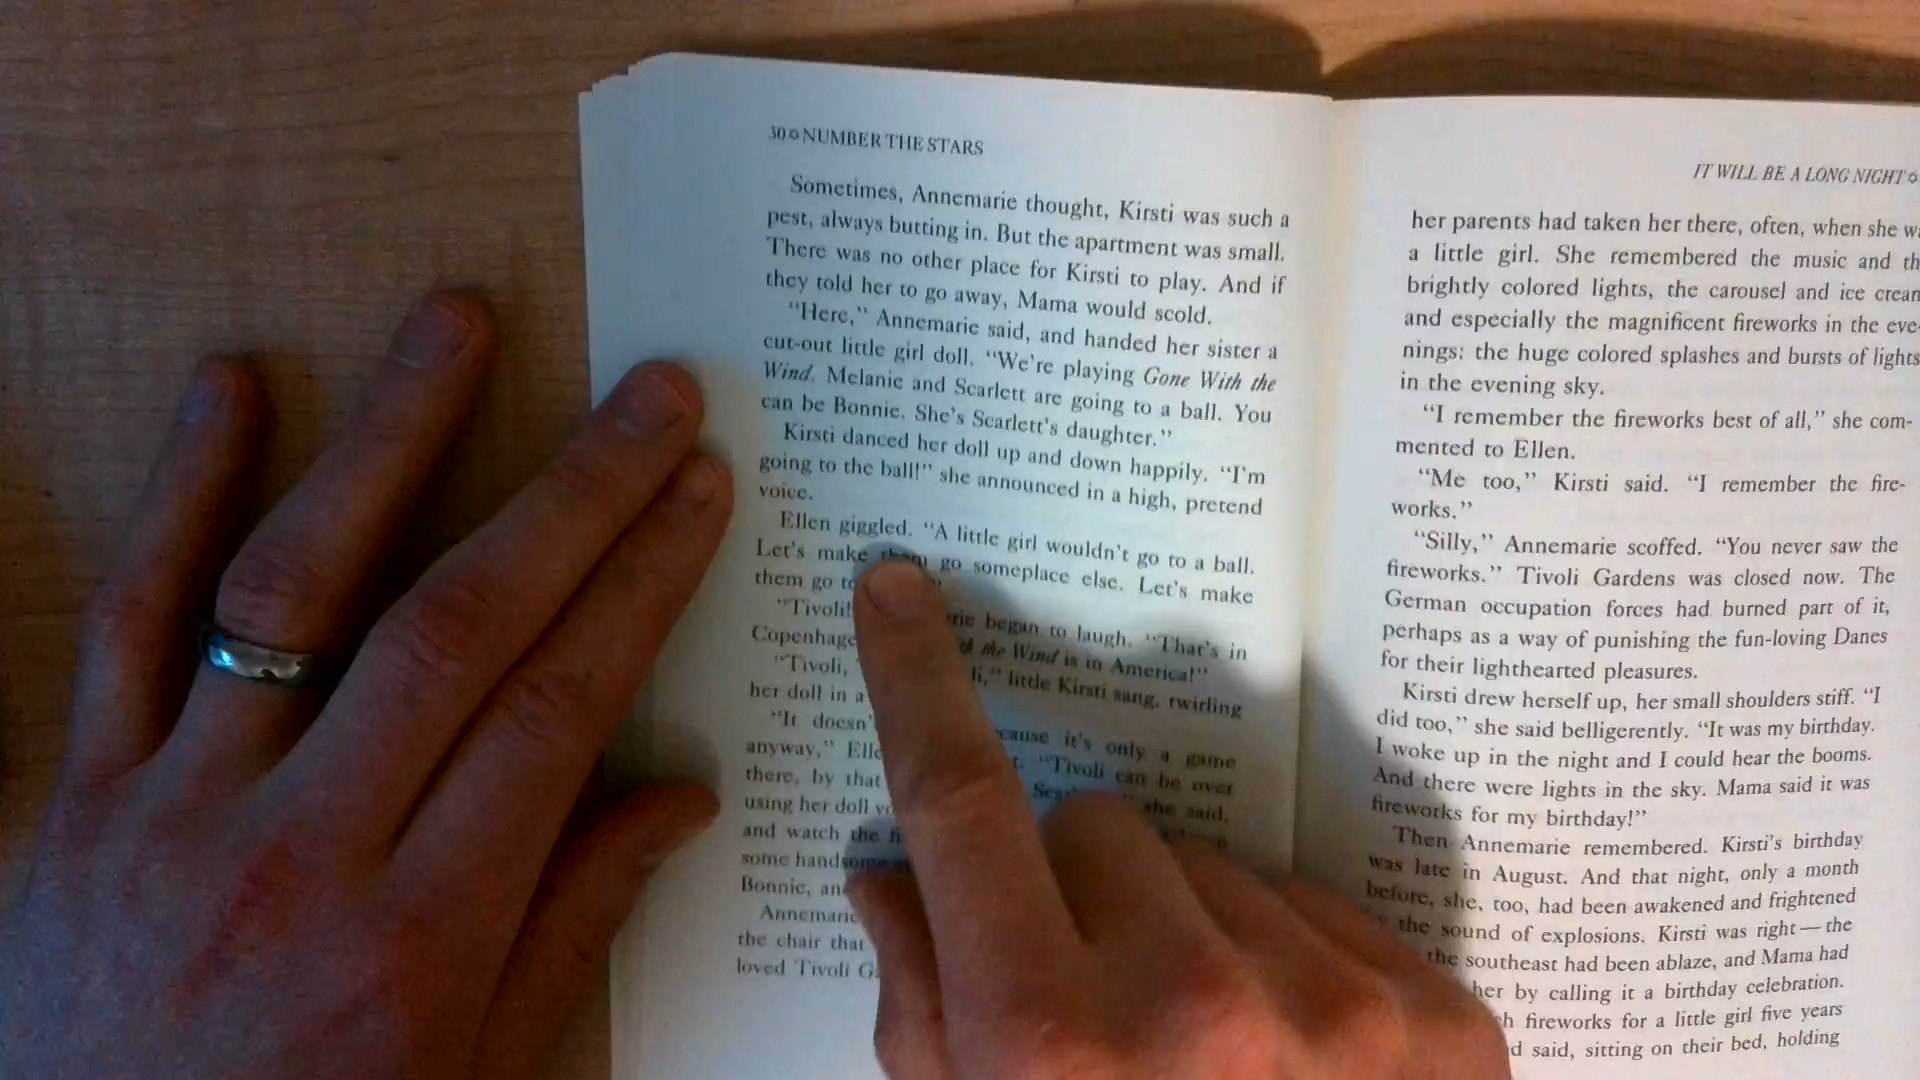 30✡NUMBER THE STARS
Sometimes, Annemarie thought, Kirsti was such a
pest, always butting in. But the apartment was small.
There was no other place for Kirsti to play. And if
they told her to go away, Mama would scold.
“Here,” Annemarie said, and handed her sister a
cut-out little girl doll. “We're playing Gone With the
Wind. Melanie and Scarlett are going to a ball. You
can be Bonnie. She's Scarlett's daughter.”
Kirsti danced her doll up and down happily. “I'm
going to the ball!” she announced in a high, pretend
voice.
Ellen giggled. “A little girl wouldn't go to a ball.
Let's make them go someplace else. Let's make
them go to
“Tivoli! began to laugh. “That's in
Copenhage the Wind is in America!”
“Tivoli, little Kirsti sang, twirling
her doll in a
“It doesn' it's only a game
anyway,” “Tivoli can be over
there, by that she said,
using her doll
and watch the
some handsome
Bonnie,
Annemarie
the chair that
loved Tivoli
IT WILL BE A LONG NIGHT✡
her parents had taken her there, often, when she
a little girl. She remembered the music and
brightly colored lights, the carousel and ice cream
and especially the magnificent fireworks in the eve-
nings: the huge colored splashes and bursts of lights
in the evening sky.
“I remember the fireworks best of all,” she com-
mented to Ellen.
“Me too,” Kirsti said. “I remember the fire-
works.”
“Silly,” Annemarie scoffed. “You never saw the
fireworks.” Tivoli Gardens was closed now. The
German occupation forces had burned part of it,
perhaps as a way of punishing the fun-loving Danes
for their lighthearted pleasures.
Kirsti drew herself up, her small shoulders stiff. “I
did too,” she said belligerently. “It was my birthday.
I woke up in the night and I could hear the booms.
And there were lights in the sky. Mama said it was
fireworks for my birthday!”
Then Annemarie remembered. Kirsti's birthday
was late in August. And that night, only a month
before, she, too, had been awakened and frightened
the sound of explosions. Kirsti was right — the
the southeast had been ablaze, and Mama had
her by calling it a birthday celebration.
fireworks for a little girl five years
said, sitting on their bed, holding